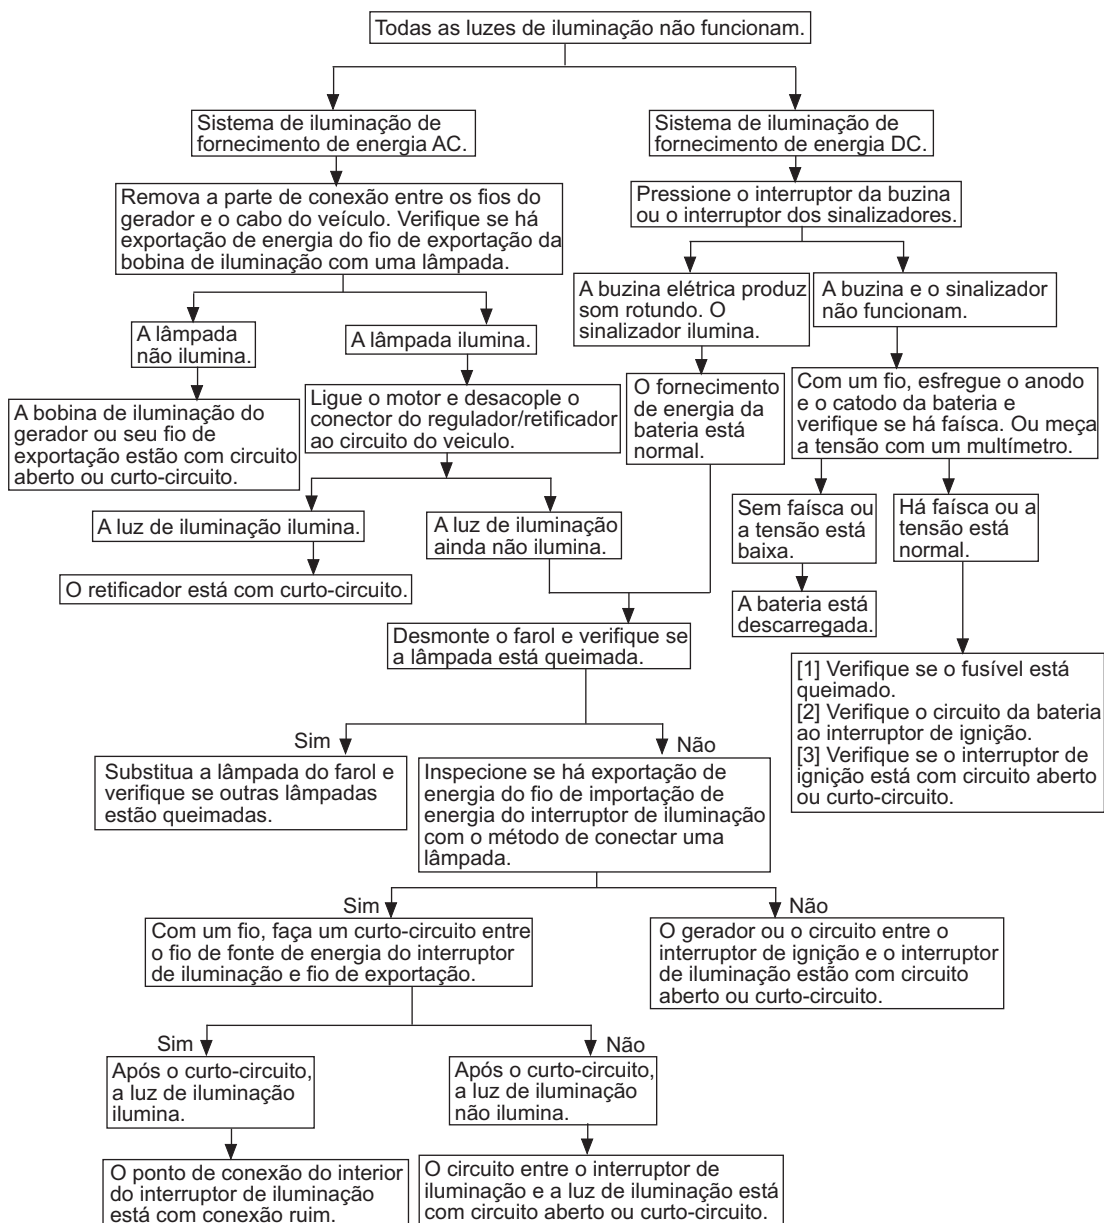 Todas as luzes de iluminação não funcionam.
Sistema de iluminação de
fornecimento de energia AC.
Sistema de iluminação de
fornecimento de energia DC.
Remova a parte de conexão entre os fios do
gerador e o cabo do veículo. Verifique se há
exportação de energia do fio de exportação da
bobina de iluminação com uma lâmpada.
Pressione o interruptor da buzina
ou o interruptor dos sinalizadores.
A lâmpada
não ilumina.
A lâmpada ilumina.
A buzina elétrica produz
som rotundo. O
sinalizador ilumina.
A buzina e o sinalizador
não funcionam.
A bobina de iluminação do
gerador ou seu fio de
exportação estão com circuito
aberto ou curto-circuito.
Ligue o motor e desacople o
conector do regulador/retificador
ao circuito do veiculo.
O fornecimento
de energia da
bateria está
normal.
Com um fio, esfregue o anodo
e o catodo da bateria e
verifique se há faísca. Ou meça
a tensão com um multímetro.
A luz de iluminação ilumina.
A luz de iluminação
ainda não ilumina.
Sem faísca ou
a tensão está
baixa.
Há faísca ou a
tensão está
normal.
O retificador está com curto-circuito.
A bateria está
descarregada.
Desmonte o farol e verifique se
a lâmpada está queimada.
[1] Verifique se o fusível está
queimado.
[2] Verifique o circuito da bateria
ao interruptor de ignição.
[3] Verifique se o interruptor de
ignição está com circuito aberto
ou curto-circuito.
Sim
Não
Substitua a lâmpada do farol e
verifique se outras lâmpadas
estão queimadas.
Inspecione se há exportação de
energia do fio de importação de
energia do interruptor de iluminação
com o método de conectar uma
lâmpada.
Sim
Não
Com um fio, faça um curto-circuito entre
o fio de fonte de energia do interruptor
de iluminação e fio de exportação.
O gerador ou o circuito entre o
interruptor de ignição e o interruptor
de iluminação estão com circuito
aberto ou curto-circuito.
Sim
Não
Após o curto-circuito,
a luz de iluminação
ilumina.
Após o curto-circuito,
a luz de iluminação
não ilumina.
O ponto de conexão do interior
do interruptor de iluminação
está com conexão ruim.
O circuito entre o interruptor de
iluminação e a luz de iluminação está
com circuito aberto ou curto-circuito.